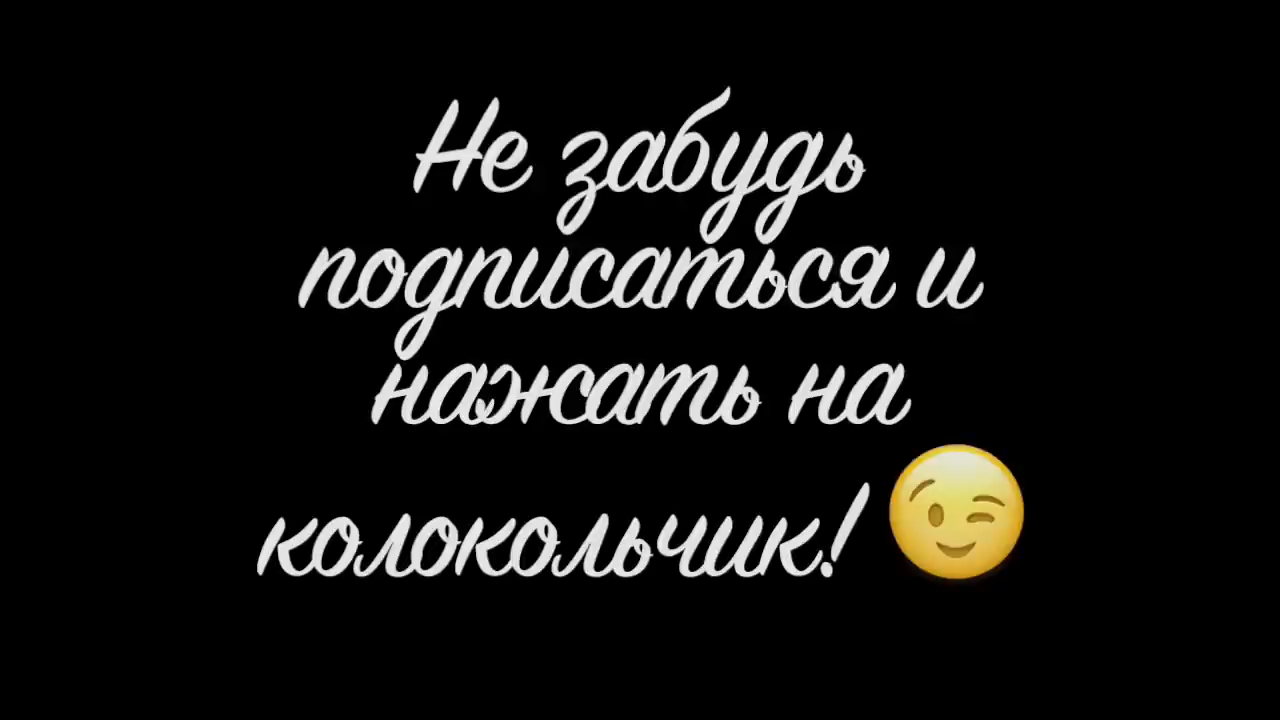 Не забудь
подписаться и
нажать на
колокольчик! 😉